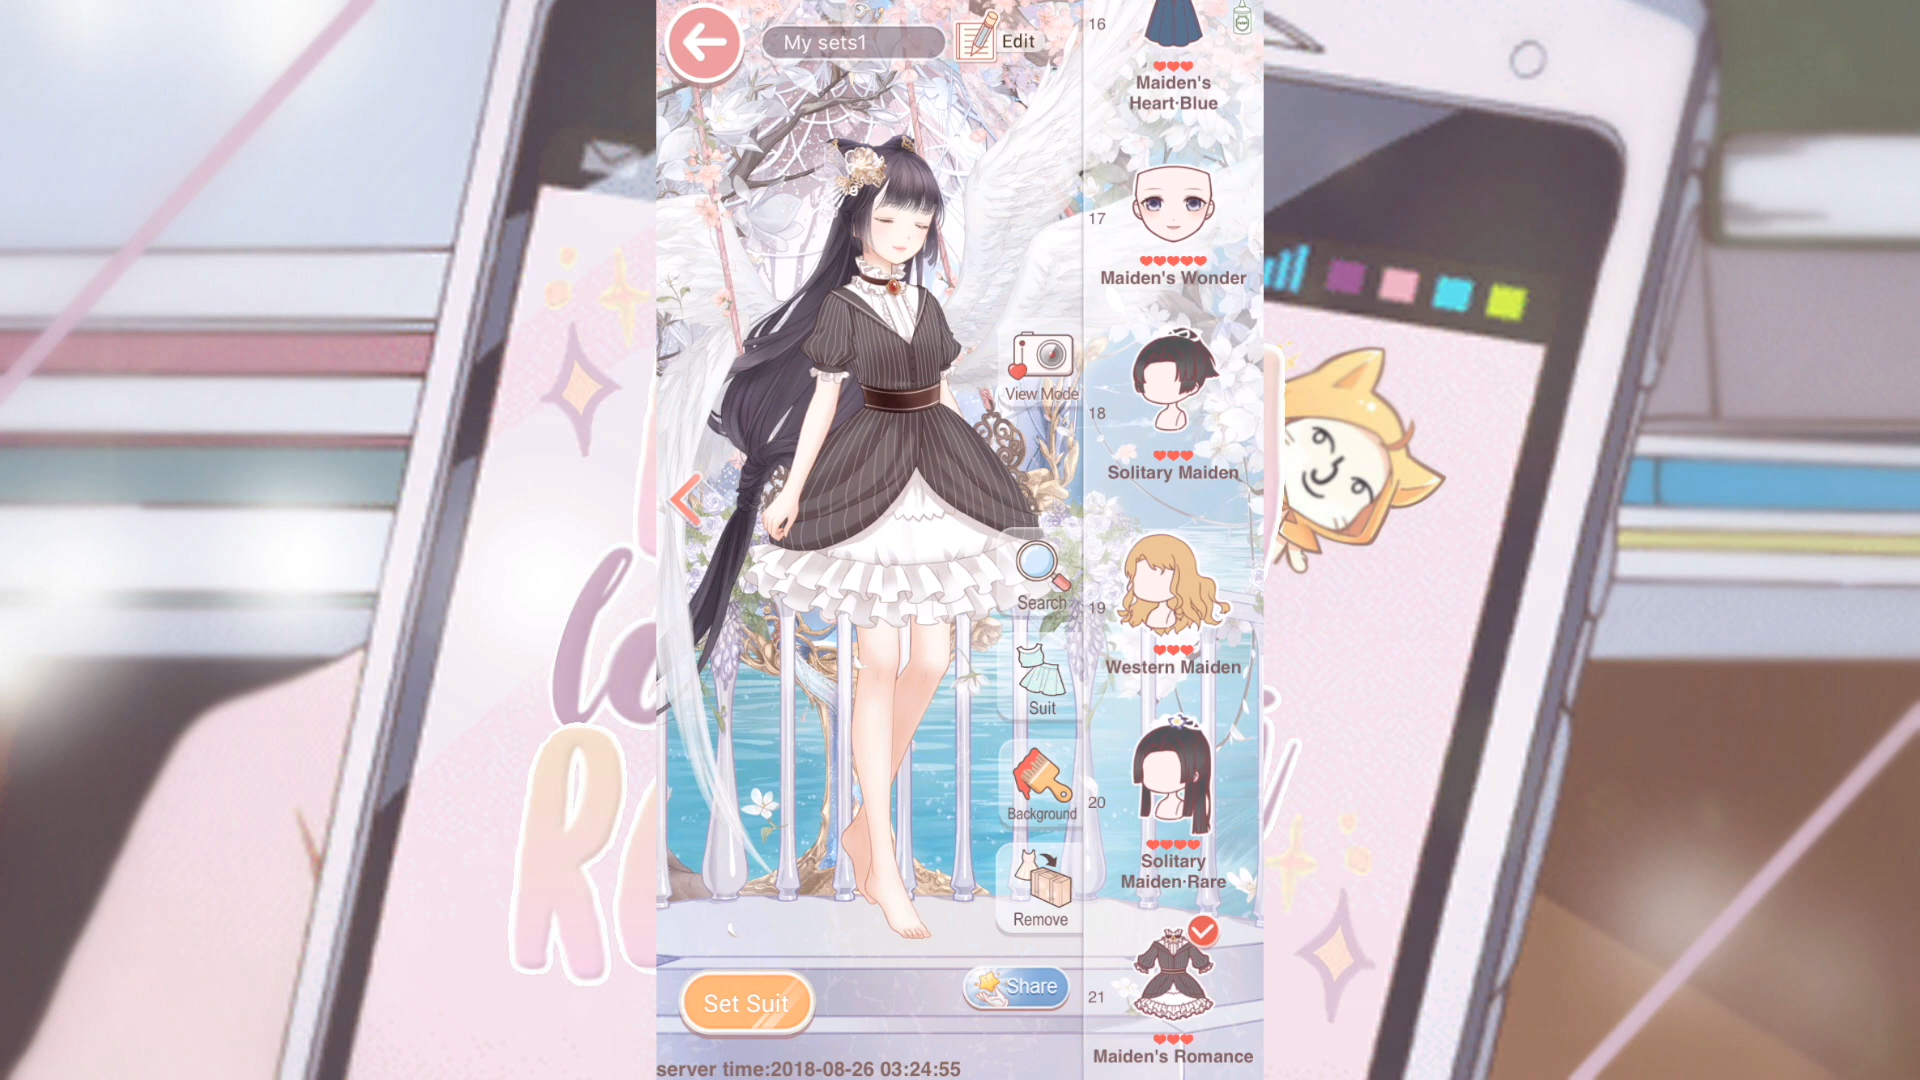 My sets1
Edit
16
Maiden's
Heart·Blue
17
Maiden's Wonder
View Mode
18
Solitary Maiden
Search
19
Western Maiden
Suit
Background
20
Solitary
Maiden·Rare
Remove
Set Suit
Share
21
Maiden's Romance
server time:2018-08-26 03:24:55